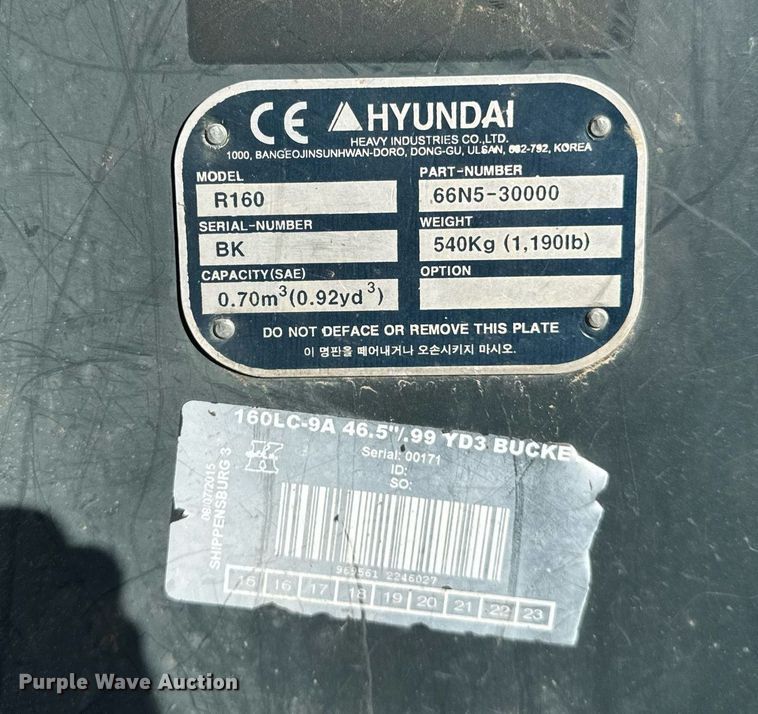 CE HYUNDAI
HEAVY INDUSTRIES CO.,LTD.
1000, BANGEOJINSUNHWAN-DORO, DONG-GU, ULSAN, 682-792, KOREA
MODEL
R160
PART-NUMBER
66N5-30000
SERIAL-NUMBER
BK
WEIGHT
540Kg (1,190lb)
CAPACITY(SAE)
0.70m³(0.92yd³)
OPTION
DO NOT DEFACE OR REMOVE THIS PLATE
이 명판을 떼어내거나 오손시키지 마시오.
160LC-9A 46.5"/.99 YD3 BUCKE
Serial: 00171
ID:
SO:
08/07/2015
SHIPPENSBURG 3
969561 2246027
15 16 17 18 19 20 21 22 23
Purple Wave Auction